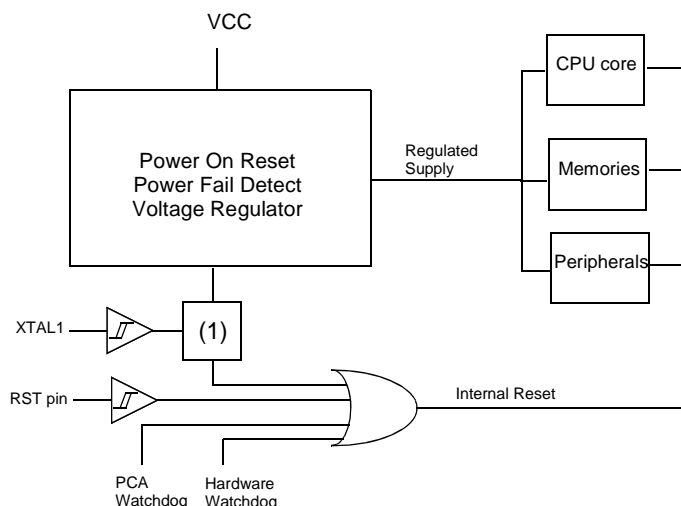 VCC
CPU core
Power On Reset
Power Fail Detect
Voltage Regulator
Regulated
Supply
Memories
Peripherals
XTAL1
(1)
RST pin
Internal Reset
PCA
Watchdog
Hardware
Watchdog